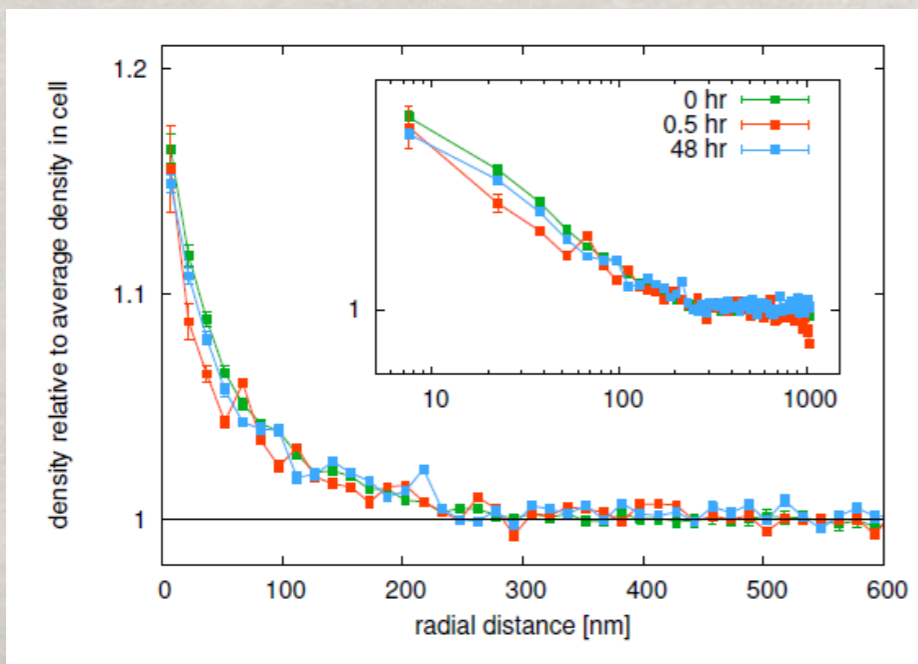 density relative to average density in cell
1.2
1.11
1
0 hr
0.5 hr
48 hr
1
10 100 1000
0 100 200 300 400 500 600
radial distance [nm]